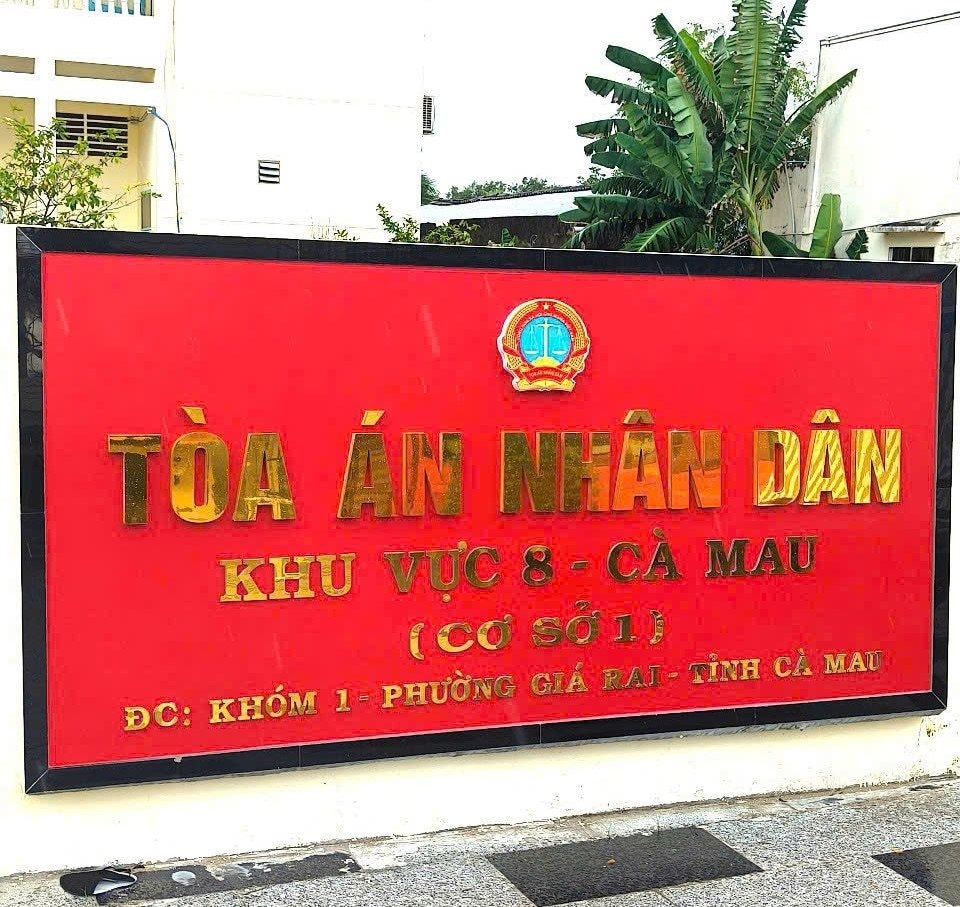 TÒA ÁN NHÂN DÂN
KHU VỰC 8 - CÀ MAU
(CƠ SỞ 1)
ĐC: KHÓM 1 - PHƯỜNG GIÁ RAI - TỈNH CÀ MAU